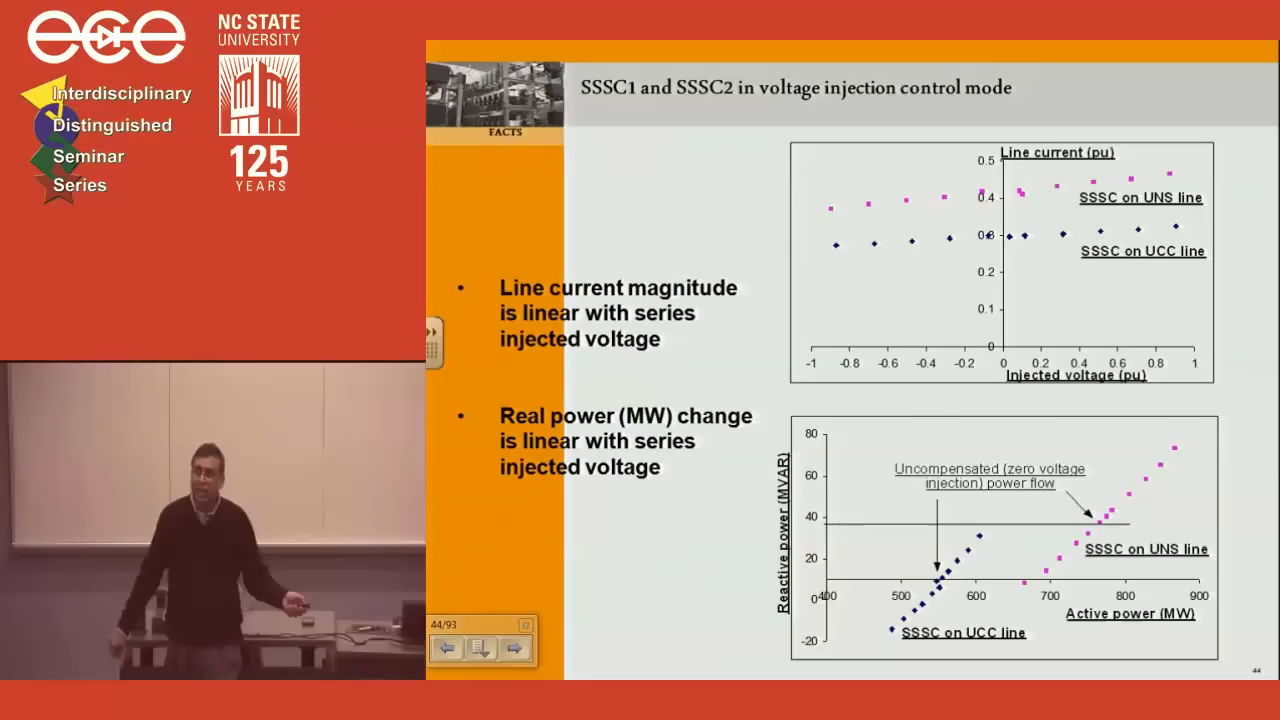 ece
NC STATE
UNIVERSITY
Interdisciplinary
Distinguished
Seminar
Series
125
YEARS
FACTS
SSSC1 and SSSC2 in voltage injection control mode
• Line current magnitude
is linear with series
injected voltage
• Real power (MW) change
is linear with series
injected voltage
Line current (pu)
0.5
0.4
0.3
0.2
0.1
0
SSSC on UNS line
SSSC on UCC line
-1 -0.8 -0.6 -0.4 -0.2 0 0.2 0.4 0.6 0.8 1
Injected voltage (pu)
Reactive power (MVAR)
80
60
40
20
0
-20
Uncompensated (zero voltage
injection) power flow
SSSC on UNS line
400 500 600 700 800 900
Active power (MW)
SSSC on UCC line
44/93
44